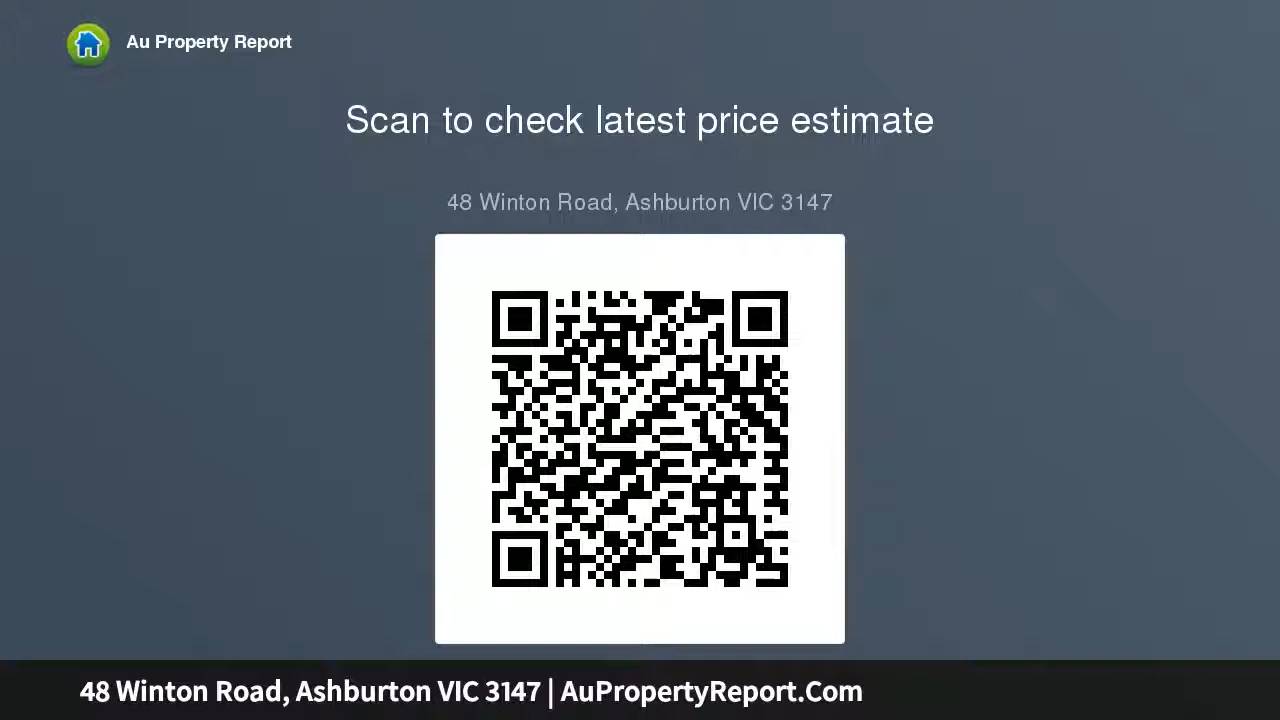 Au Property Report
Scan to check latest price estimate
48 Winton Road, Ashburton VIC 3147
48 Winton Road, Ashburton VIC 3147 | AuPropertyReport.Com